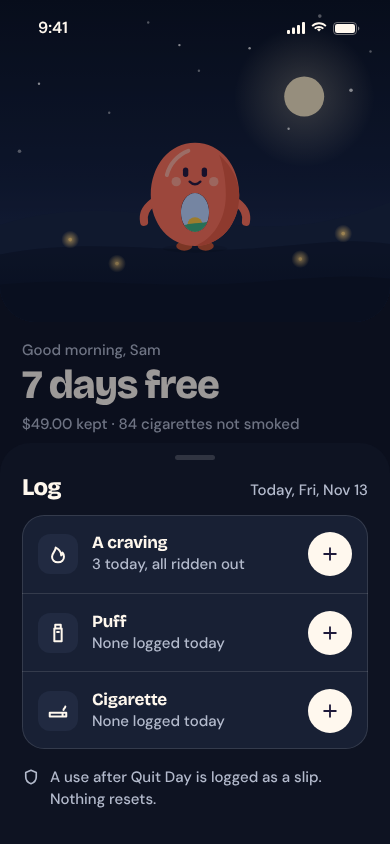 9:41
Good morning, Sam
7 days free
$49.00 kept · 84 cigarettes not smoked
Log
Today, Fri, Nov 13
A craving
3 today, all ridden out
Puff
None logged today
Cigarette
None logged today
A use after Quit Day is logged as a slip.
Nothing resets.